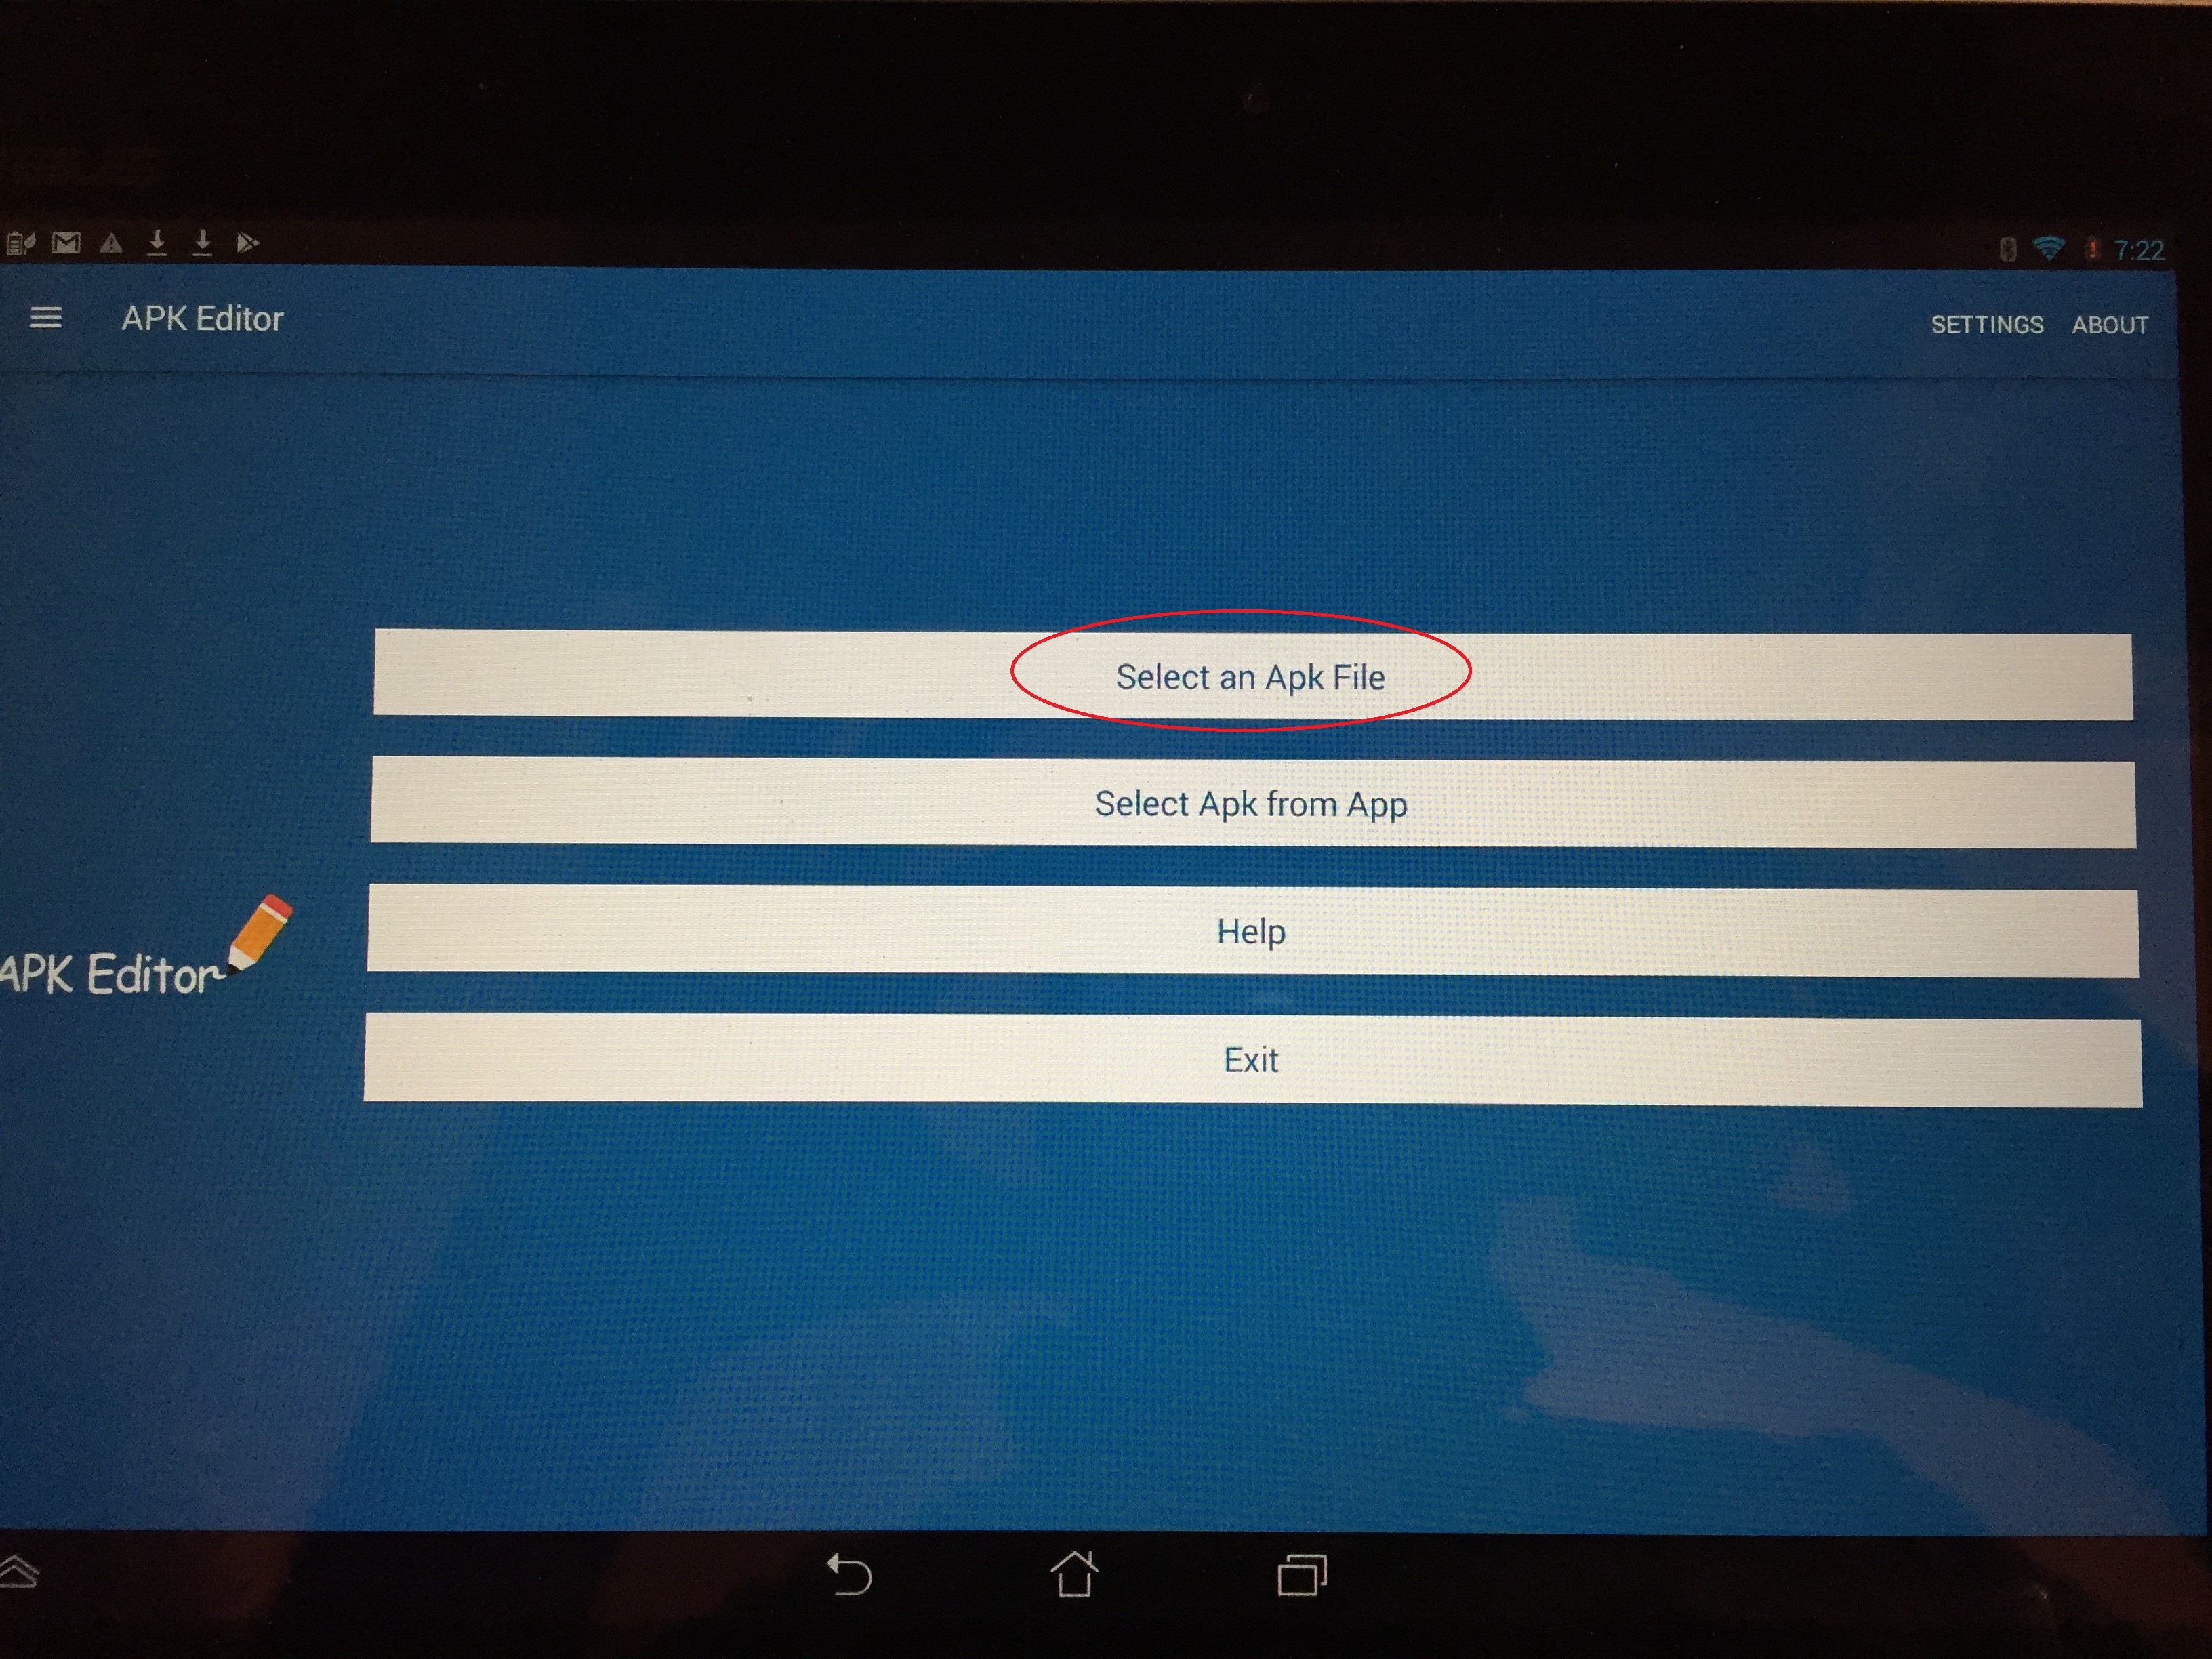 7:22
APK Editor
SETTINGS ABOUT
Select an Apk File
Select Apk from App
Help
APK Editor
Exit